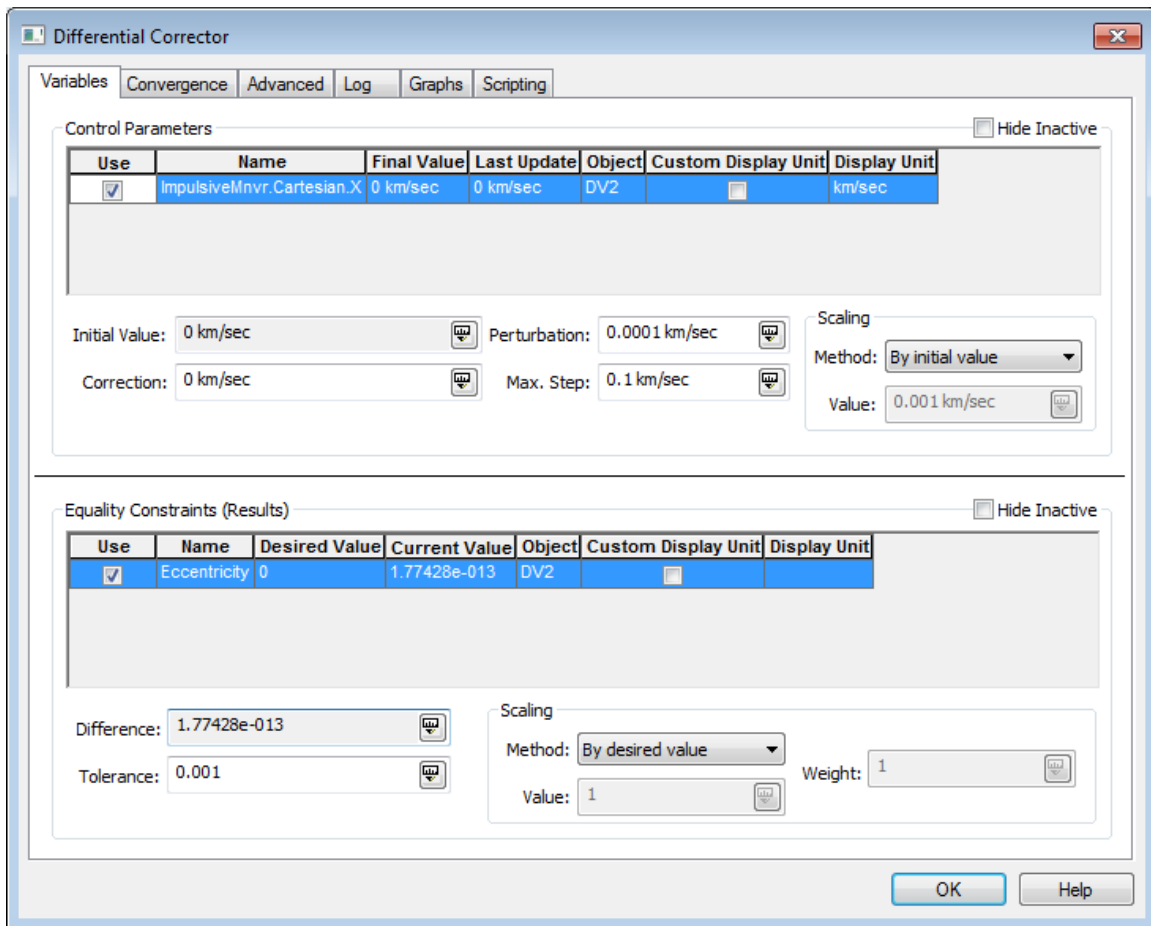 Differential Corrector
Variables Convergence Advanced Log Graphs Scripting
Control Parameters Hide Inactive
Use Name Final Value Last Update Object Custom Display Unit Display Unit
ImpulsiveMnvr.Cartesian.X 0 km/sec 0 km/sec DV2 km/sec
Initial Value: 0 km/sec Perturbation: 0.0001 km/sec
Correction: 0 km/sec Max. Step: 0.1 km/sec
Scaling
Method: By initial value
Value: 0.001 km/sec
Equality Constraints (Results) Hide Inactive
Use Name Desired Value Current Value Object Custom Display Unit Display Unit
Eccentricity 0 1.77428e-013 DV2
Difference: 1.77428e-013
Tolerance: 0.001
Scaling
Method: By desired value
Value: 1
Weight: 1
OK Help